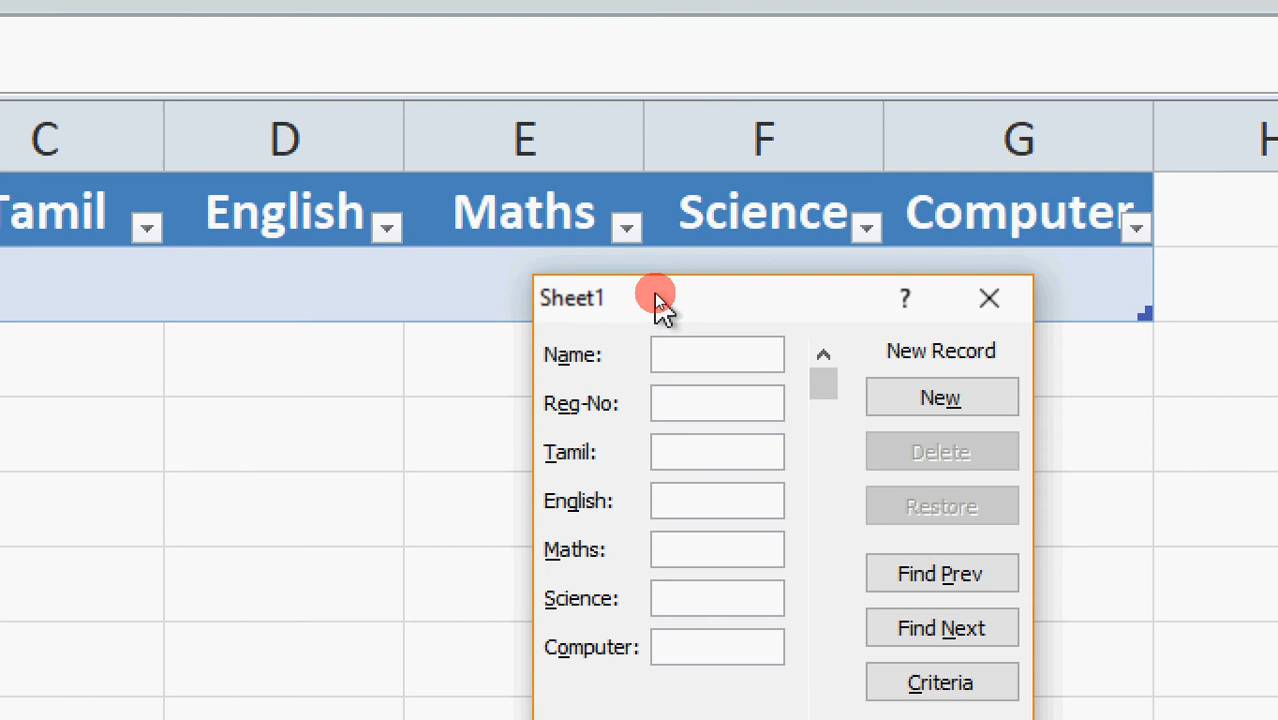 C D E F G H
Tamil English Maths Science Computer
Sheet1 ?
Name:
Reg-No:
Tamil:
English:
Maths:
Science:
Computer:
New Record
New
Delete
Restore
Find Prev
Find Next
Criteria